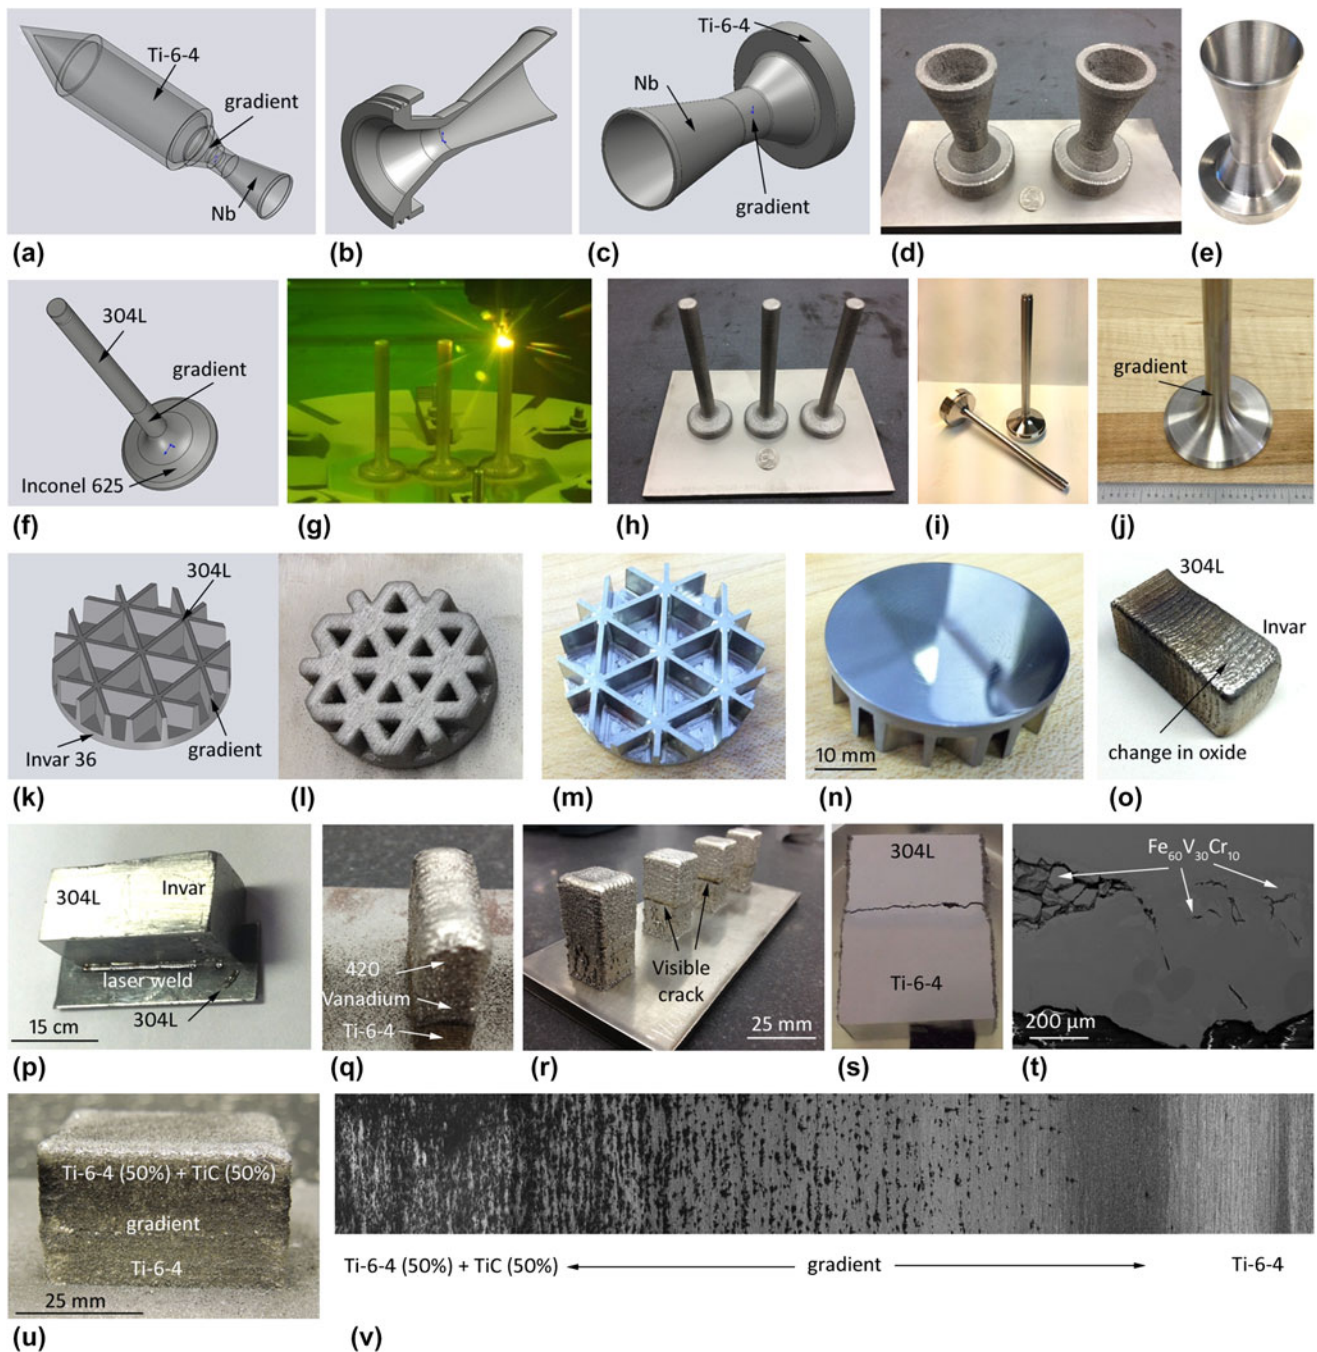 Ti-6-4
gradient
Nb
(a)
(b)
Ti-6-4
Nb
gradient
(c)
(d)
(e)
304L
gradient
Inconel 625
(f)
(g)
(h)
(i)
gradient
(j)
304L
Invar 36
gradient
(k)
(l)
(m)
10 mm
(n)
304L
Invar
change in oxide
(o)
304L
Invar
laser weld
304L
15 cm
(p)
420
Vanadium
Ti-6-4
(q)
Visible
crack
25 mm
(r)
304L
Ti-6-4
(s)
Fe60V30Cr10
200 µm
(t)
Ti-6-4 (50%) + TiC (50%)
gradient
Ti-6-4
25 mm
(u)
Ti-6-4 (50%) + TiC (50%)
gradient
Ti-6-4
(v)